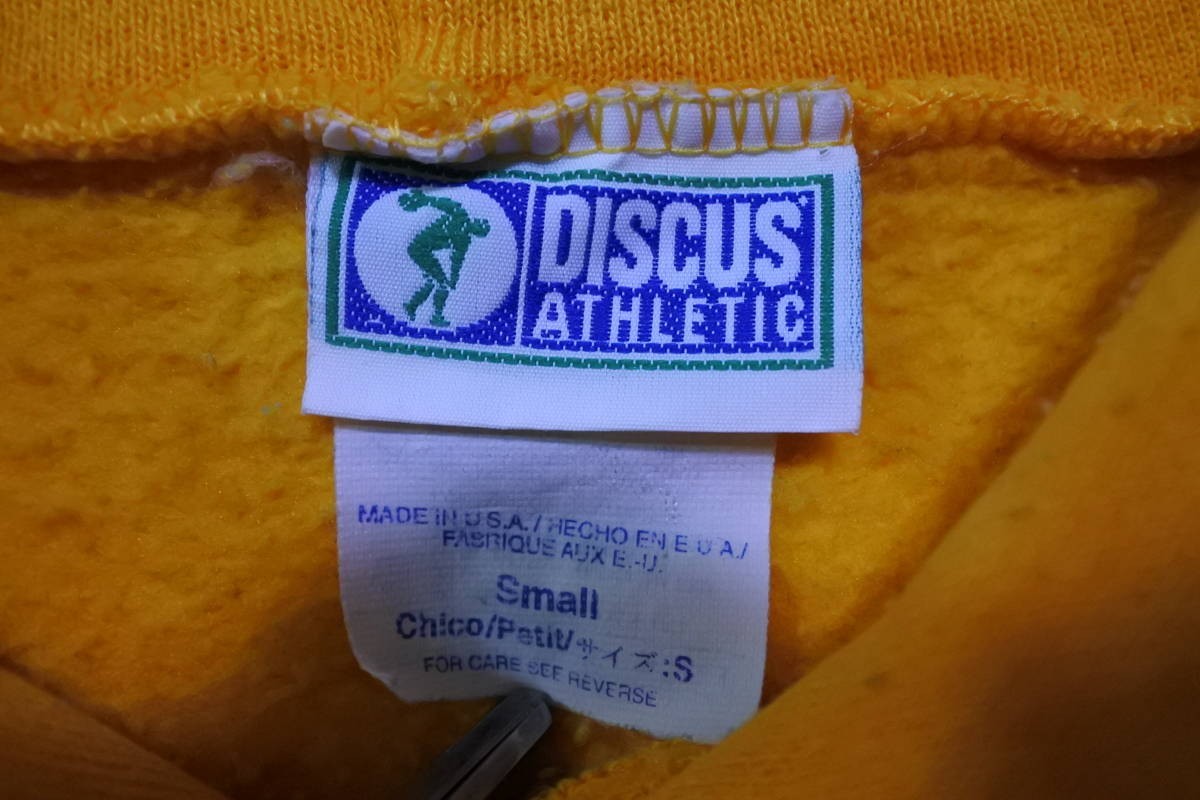 DISCUS
ATHLETIC
MADE IN U.S.A./HECHO EN E.U.A./
FABRIQUE AUX E.-U.
Small
Chico/Petit/サイズ:S
FOR CARE SEE REVERSE